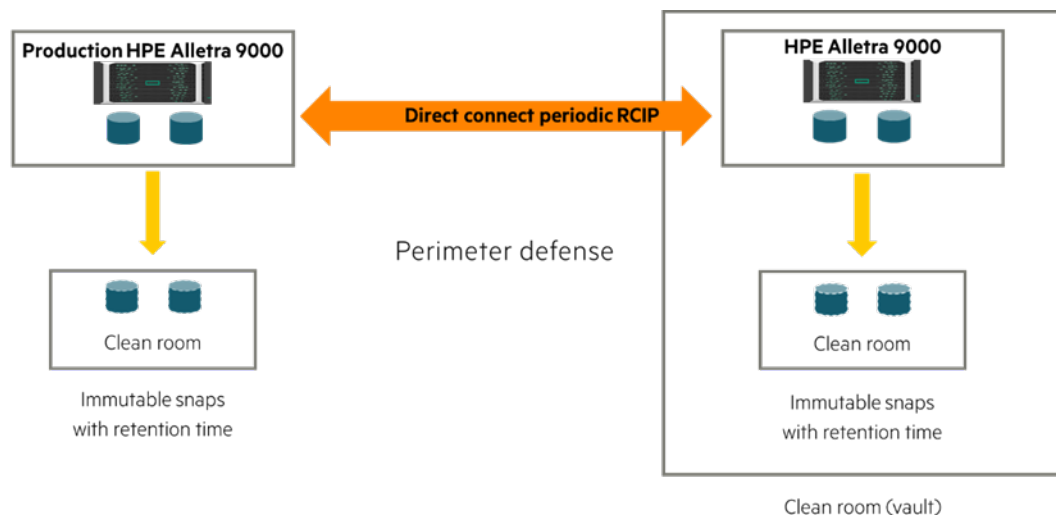 Production HPE Alletra 9000
HPE Alletra 9000
Direct connect periodic RCIP
Perimeter defense
Clean room
Clean room
Immutable snaps
with retention time
Immutable snaps
with retention time
Clean room (vault)